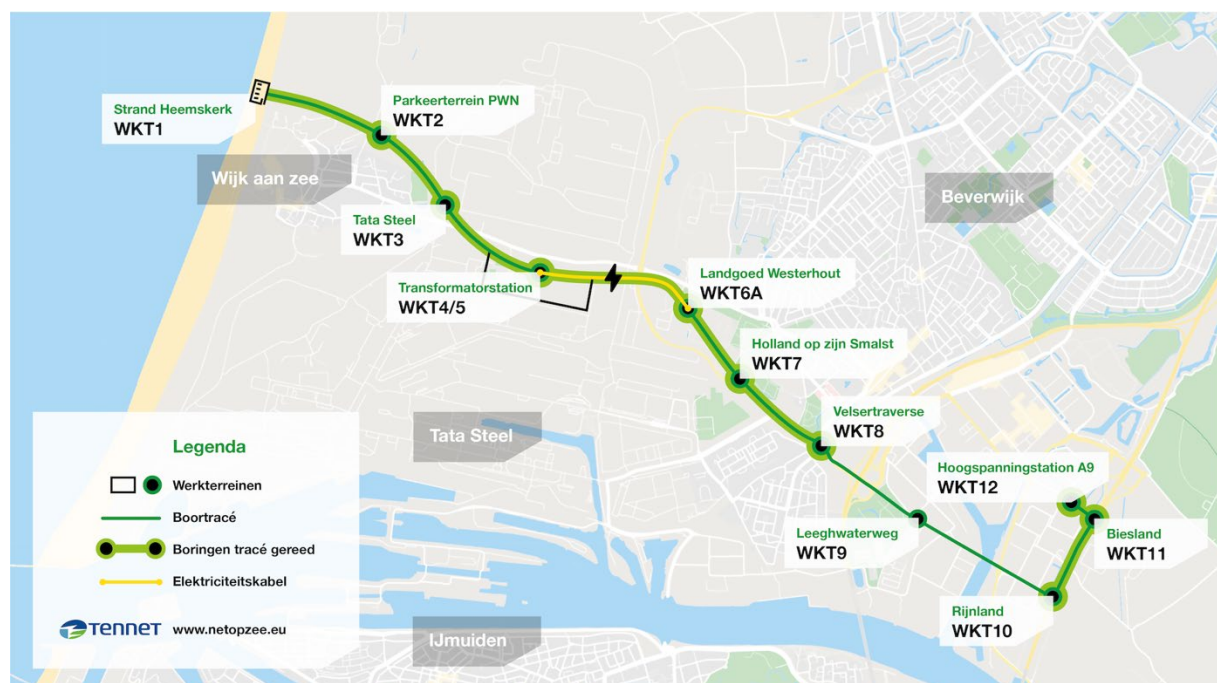 Strand Heemskerk
WKT1
Parkeerterrein PWN
WKT2
Wijk aan zee
Beverwijk
Tata Steel
WKT3
Transformatorstation
WKT4/5
Landgoed Westerhout
WKT6A
Holland op zijn Smalst
WKT7
Velsertraverse
WKT8
Tata Steel
Hoogspanningstation A9
WKT12
Leeghwaterweg
WKT9
Biesland
WKT11
Rijnland
WKT10
IJmuiden
Legenda
Werkterreinen
Boortracé
Boringen tracé gereed
Elektriciteitskabel
TENNET www.netopzee.eu